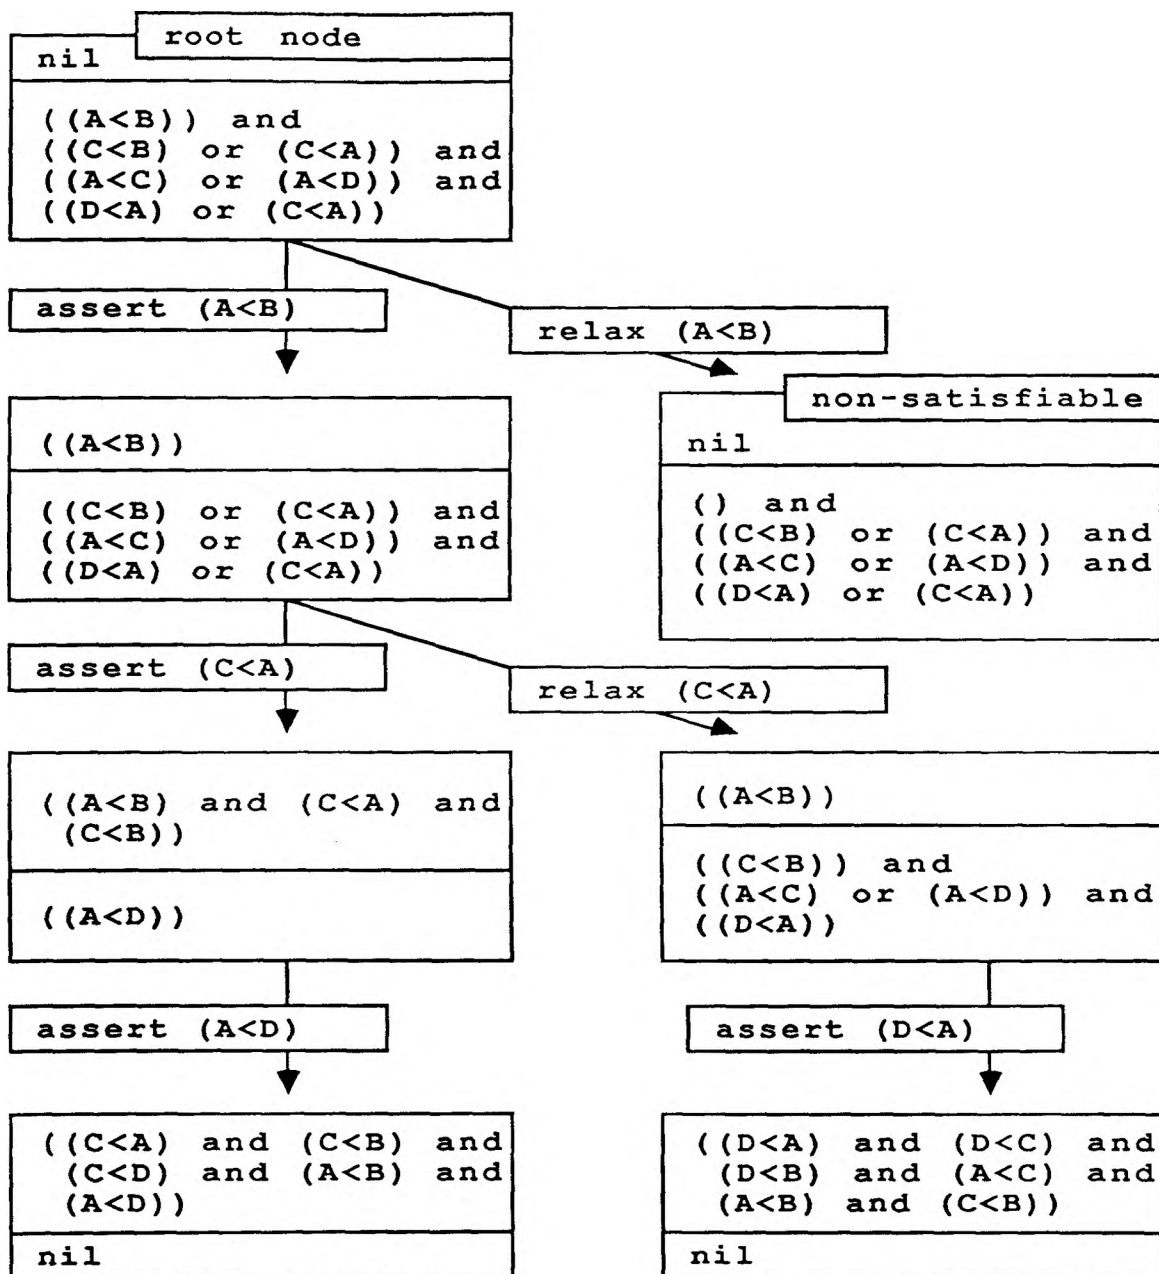 root node
nil
((A<B)) and
((C<B) or (C<A)) and
((A<C) or (A<D)) and
((D<A) or (C<A))
assert (A<B)
relax (A<B)
((A<B))
((C<B) or (C<A)) and
((A<C) or (A<D)) and
((D<A) or (C<A))
non-satisfiable
nil
() and
((C<B) or (C<A)) and
((A<C) or (A<D)) and
((D<A) or (C<A))
assert (C<A)
relax (C<A)
((A<B) and (C<A) and
(C<B))
((A<D))
((A<B))
((C<B)) and
((A<C) or (A<D)) and
((D<A))
assert (A<D)
assert (D<A)
((C<A) and (C<B) and
(C<D) and (A<B) and
(A<D))
nil
((D<A) and (D<C) and
(D<B) and (A<C) and
(A<B) and (C<B))
nil